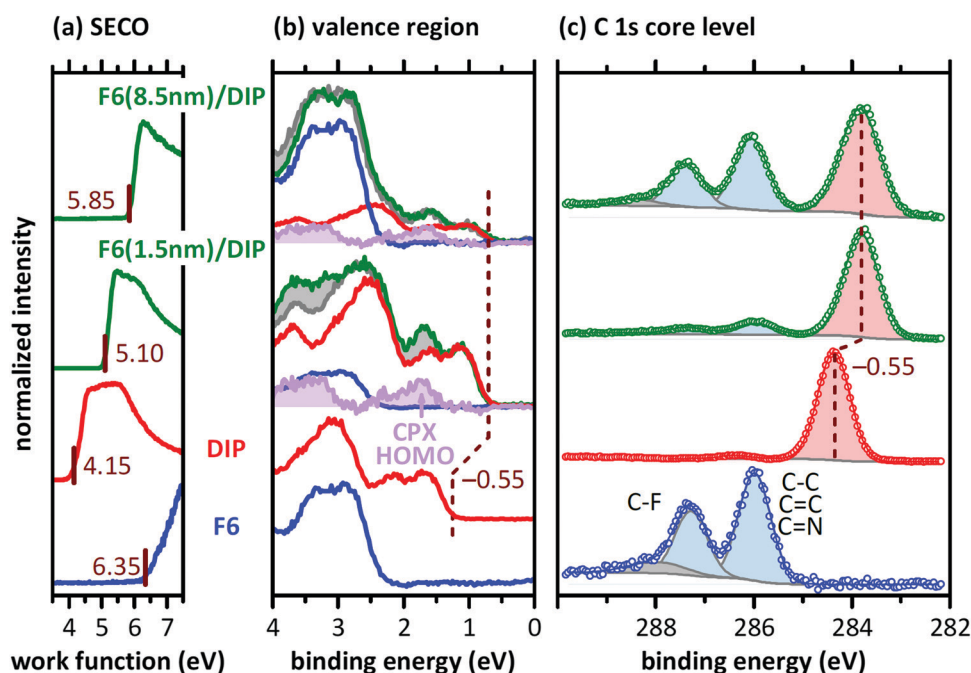 (a) SECO
(b) valence region
(c) C 1s core level
normalized intensity
F6(8.5nm)/DIP
5.85
F6(1.5nm)/DIP
5.10
DIP
4.15
F6
6.35
4 5 6 7
work function (eV)
CPX
HOMO
−0.55
4 3 2 1 0
binding energy (eV)
−0.55
C-F
C-C
C=C
C=N
288 286 284 282
binding energy (eV)